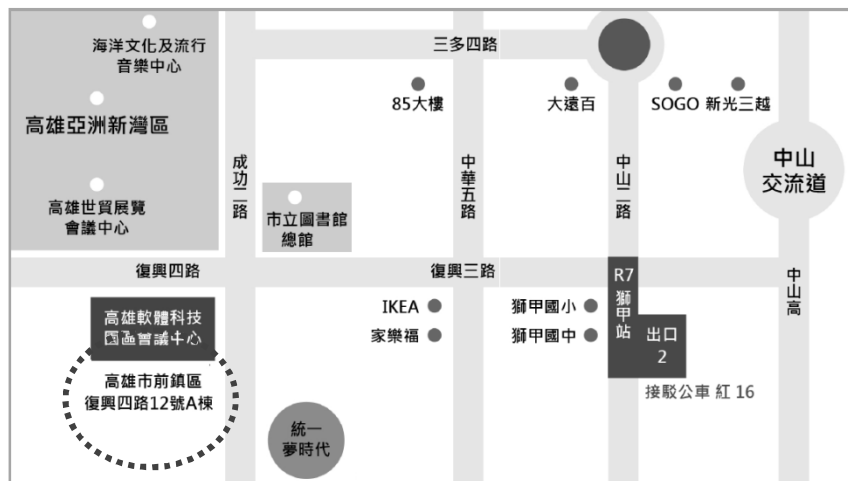 海洋文化及流行
音樂中心
三多四路
85大樓
大遠百
SOGO 新光三越
高雄亞洲新灣區
成功二路
中華五路
中山二路
中山
交流道
高雄世貿展覽
會議中心
市立圖書館
總館
復興四路
復興三路
R7
獅甲站
中山高
高雄軟體科技
園區會議中心
IKEA
家樂福
獅甲國小
獅甲國中
出口
2
高雄市前鎮區
復興四路12號A棟
接駁公車 紅 16
統一
夢時代